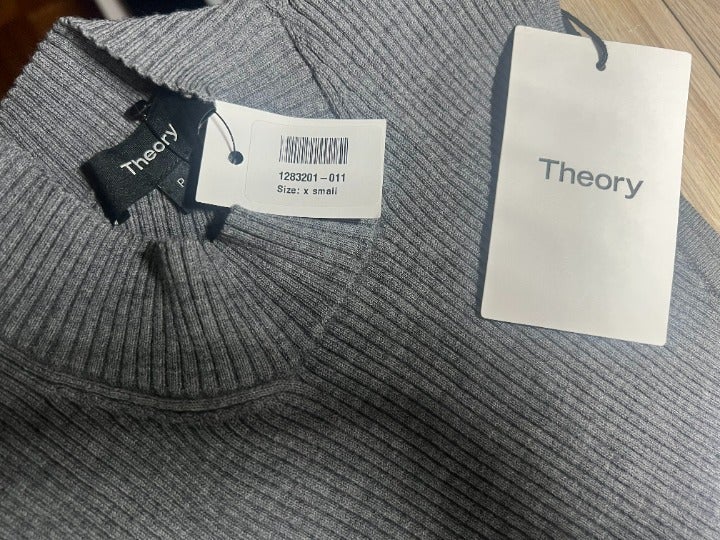 Theory
P
1283201-011
Size: x small
Theory